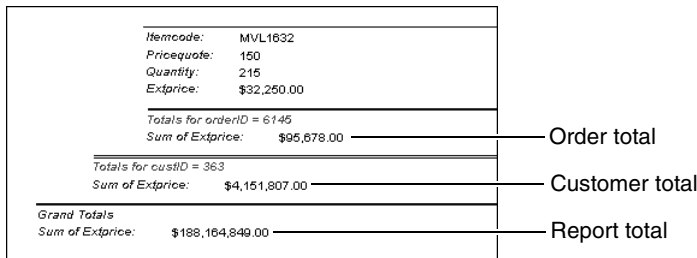 Itemcode: MVL1632
Pricequote: 150
Quantity: 215
Extprice: $32,250.00
Totals for orderID = 6145
Sum of Extprice: $95,678.00
Order total
Totals for custID = 363
Sum of Extprice: $4,151,807.00
Customer total
Grand Totals
Sum of Extprice: $188,164,849.00
Report total